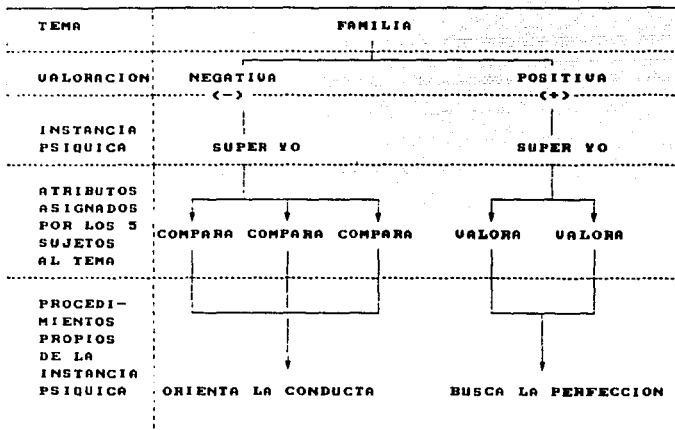 TEMA FAMILIA
VALORACION NEGATIVA POSITIVA
<-> <+>
INSTANCIA
PSIQUICA SUPER YO SUPER YO
ATRIBUTOS
ASIGNADOS
POR LOS 5
SUJETOS
AL TEMA
COMPARA COMPARA COMPARA VALORA VALORA
PROCEDI-
MIENTOS
PROPIOS
DE LA
INSTANCIA
PSIQUICA
ORIENTA LA CONDUCTA BUSCA LA PERFECCION